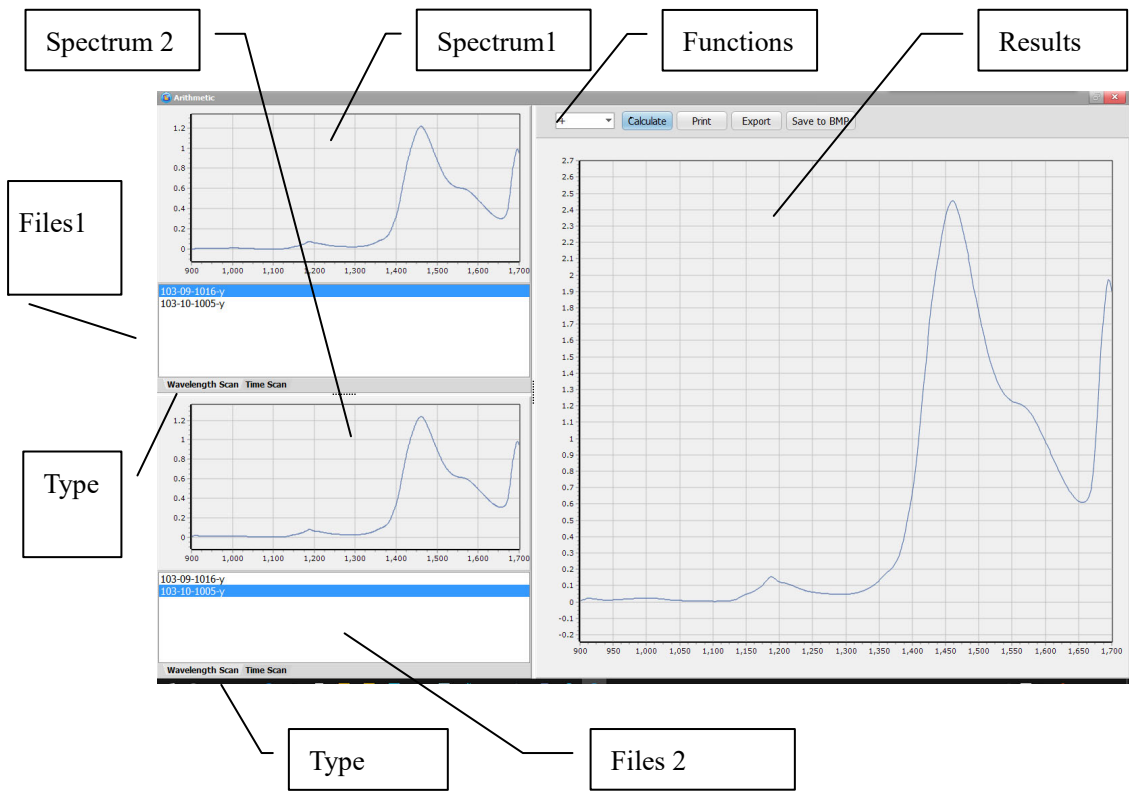 Spectrum 2
Spectrum1
Functions
Results
Files1
Type
Type
Files 2
Arithmetic
+
Calculate
Print
Export
Save to BMP
1.2
1
0.8
0.6
0.4
0.2
0
900 1,000 1,100 1,200 1,300 1,400 1,500 1,600 1,700
103-09-1016-y
103-10-1005-y
Wavelength Scan Time Scan
1.2
1
0.8
0.6
0.4
0.2
0
900 1,000 1,100 1,200 1,300 1,400 1,500 1,600 1,700
103-09-1016-y
103-10-1005-y
Wavelength Scan Time Scan
2.7
2.6
2.5
2.4
2.3
2.2
2.1
2
1.9
1.8
1.7
1.6
1.5
1.4
1.3
1.2
1.1
1
0.9
0.8
0.7
0.6
0.5
0.4
0.3
0.2
0.1
0
-0.1
-0.2
900 950 1,000 1,050 1,100 1,150 1,200 1,250 1,300 1,350 1,400 1,450 1,500 1,550 1,600 1,650 1,700